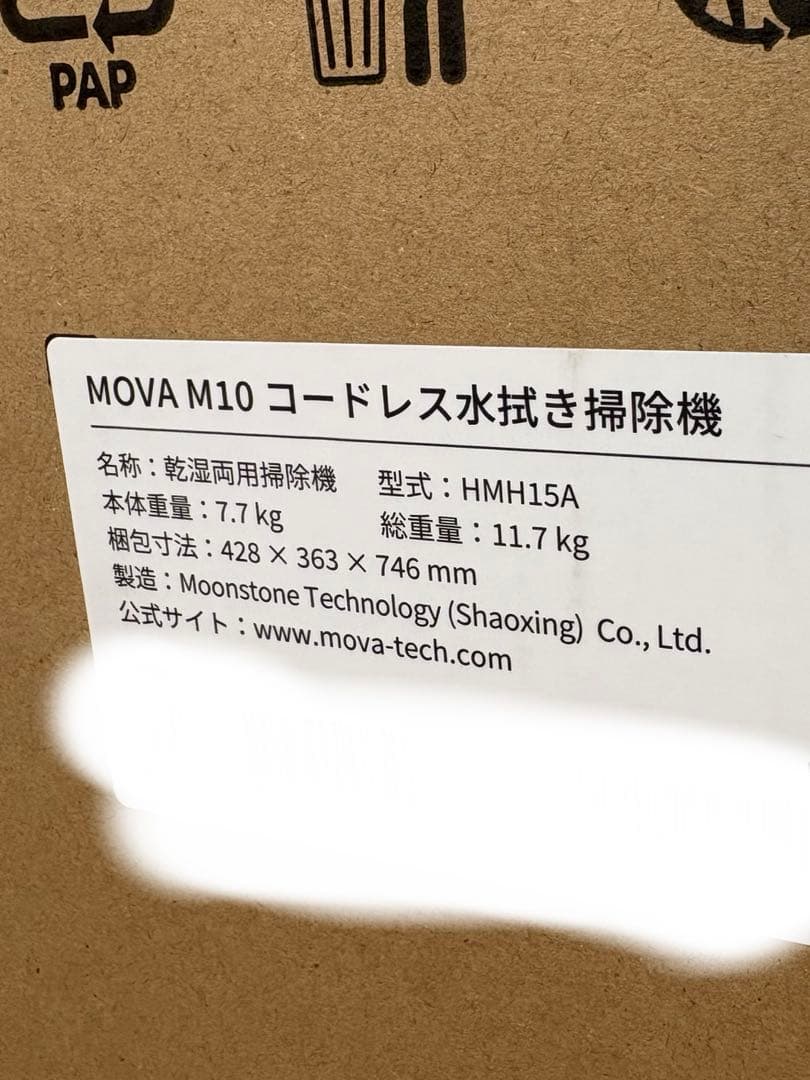 PAP
MOVA M10 コードレス水拭き掃除機
名称：乾湿両用掃除機 型式：HMH15A
本体重量：7.7 kg 総重量：11.7 kg
梱包寸法：428 × 363 × 746 mm
製造：Moonstone Technology (Shaoxing) Co., Ltd.
公式サイト：www.mova-tech.com